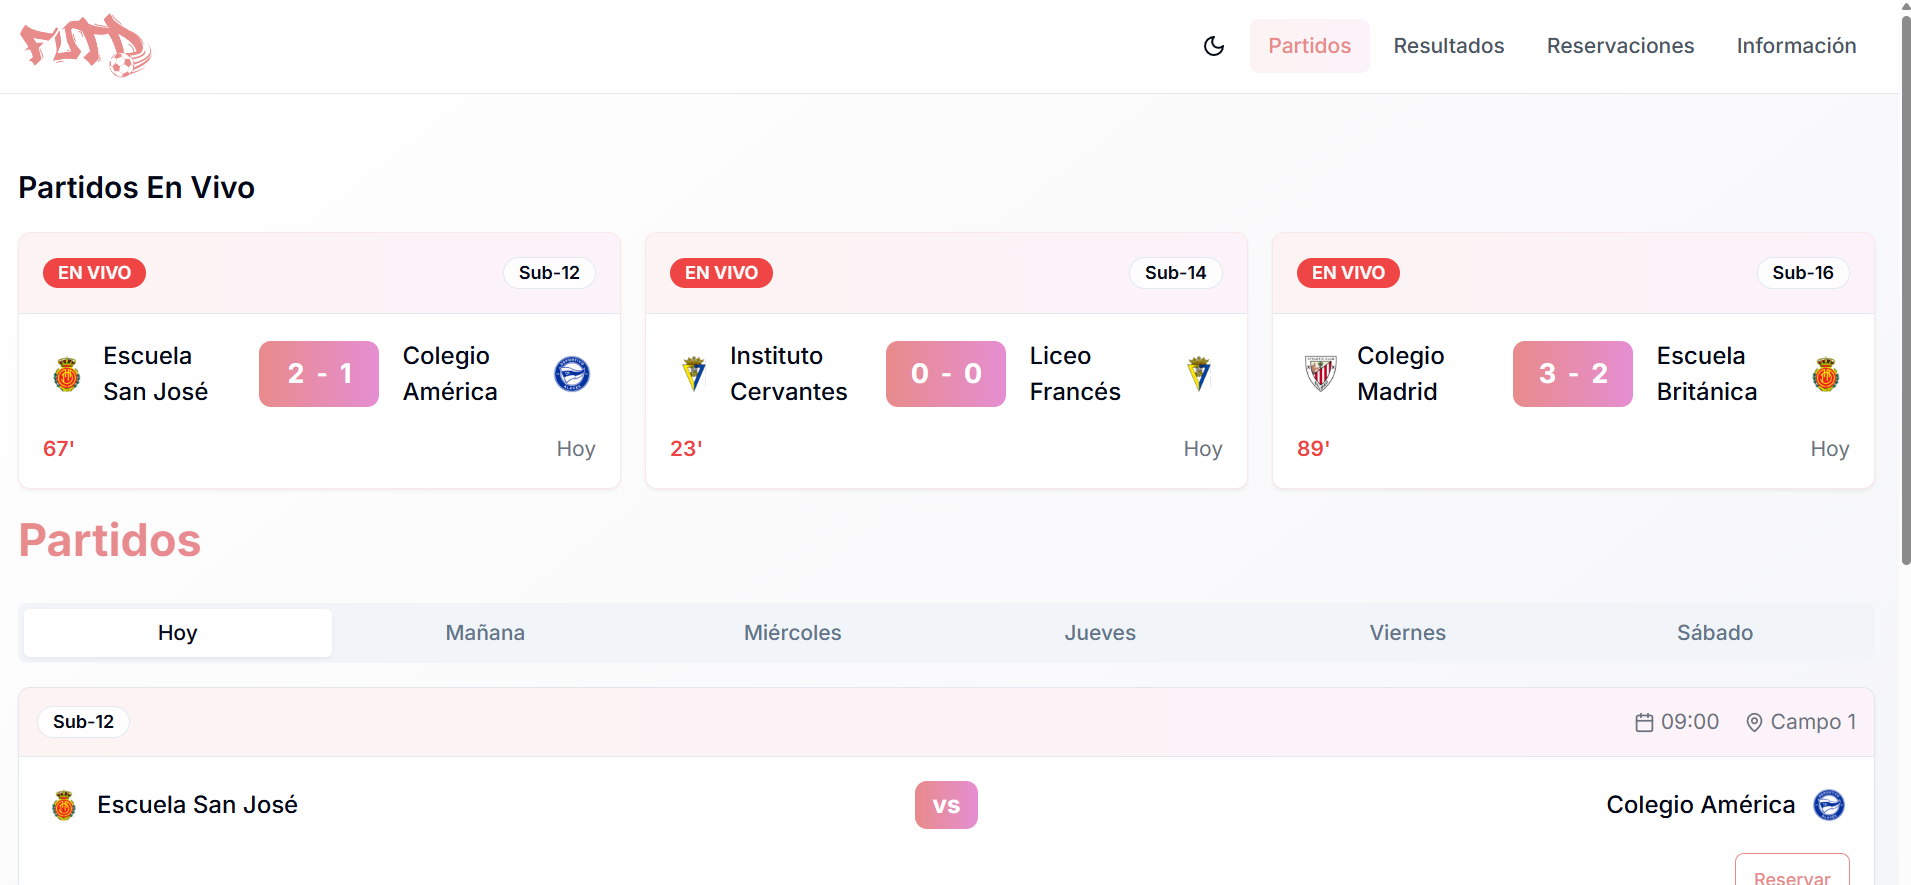 FUTD
Partidos
Resultados
Reservaciones
Información
Partidos En Vivo
EN VIVO
Sub-12
Escuela
San José
2 - 1
Colegio
América
67'
Hoy
EN VIVO
Sub-14
Instituto
Cervantes
0 - 0
Liceo
Francés
23'
Hoy
EN VIVO
Sub-16
Colegio
Madrid
3 - 2
Escuela
Británica
89'
Hoy
Partidos
Hoy
Mañana
Miércoles
Jueves
Viernes
Sábado
Sub-12
09:00
Campo 1
Escuela San José
vs
Colegio América
Reservar